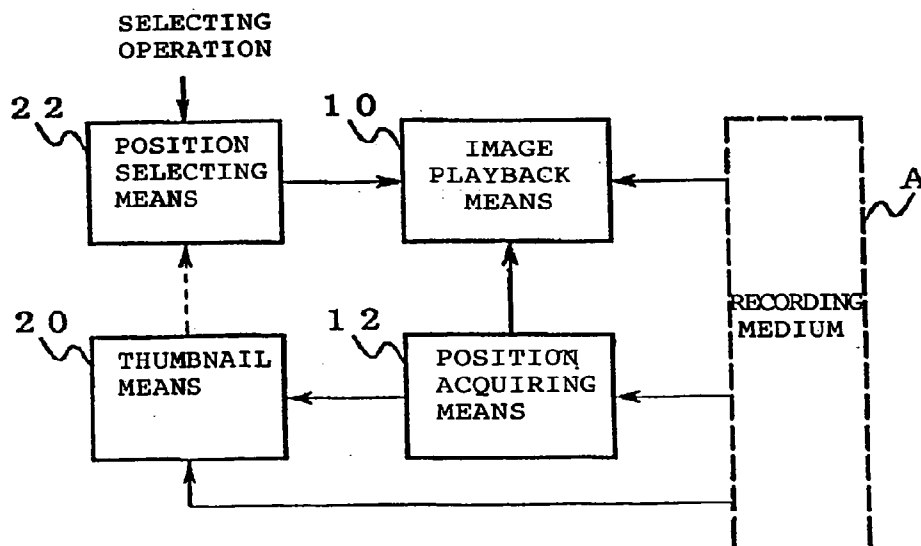 SELECTING
OPERATION
22
POSITION
SELECTING
MEANS
10
IMAGE
PLAYBACK
MEANS
A
RECORDING
MEDIUM
20
THUMBNAIL
MEANS
12
POSITION
ACQUIRING
MEANS